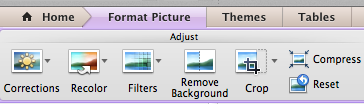 Home Format Picture Themes Tables
Adjust
Corrections Recolor Filters Remove Background Crop Compress
Reset